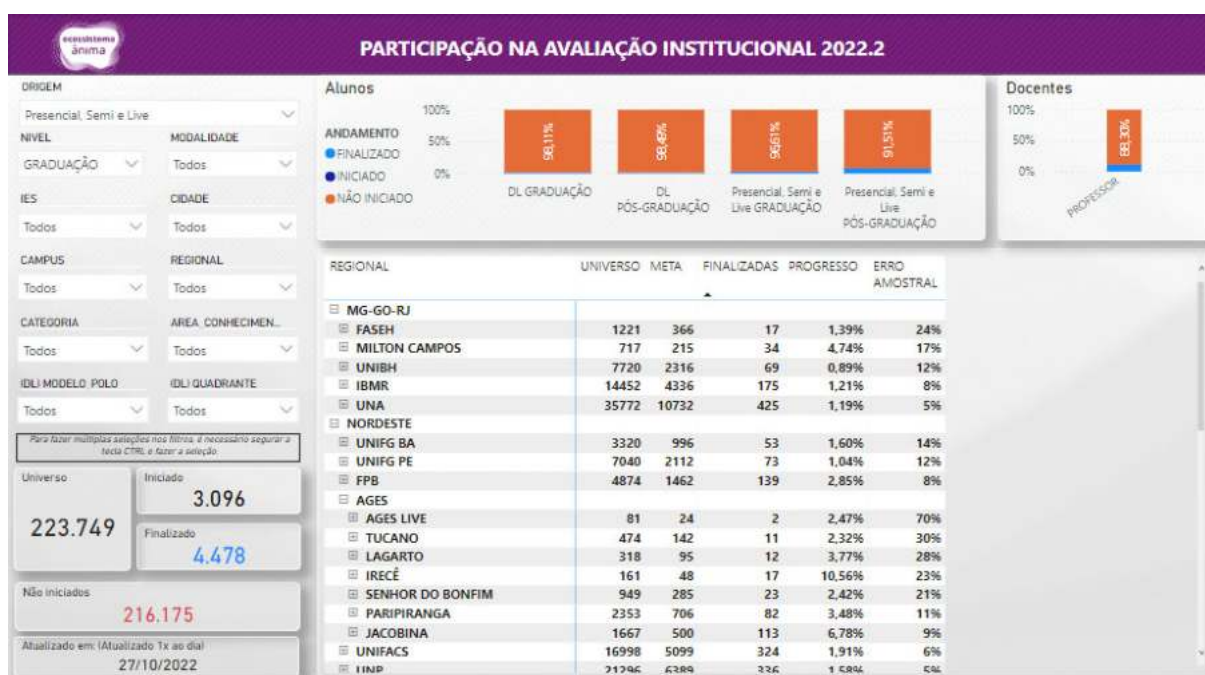 ecossistema
ânima
PARTICIPAÇÃO NA AVALIAÇÃO INSTITUCIONAL 2022.2
ORIGEM
Presencial, Semi e Live
NIVEL MODALIDADE
GRADUAÇÃO Todos
IES CIDADE
Todos Todos
CAMPUS REGIONAL
Todos Todos
CATEGORIA AREA_CONHECIMEN...
Todos Todos
(DL) MODELO_POLO (DL) QUADRANTE
Todos Todos
Para fazer múltiplas seleções nos filtros, é necessário segurar a
tecla CTRL e fazer a seleção
Universo
223.749
Iniciado
3.096
Finalizado
4.478
Não iniciados
216.175
Atualizado em: (Atualizado 1x ao dia)
27/10/2022
Alunos
ANDAMENTO
FINALIZADO
INICIADO
NÃO INICIADO
100%
50%
0%
98,11%
98,49%
96,61%
91,51%
DL GRADUAÇÃO
DL
PÓS-GRADUAÇÃO
Presencial, Semi e
Live GRADUAÇÃO
Presencial, Semi e
Live
PÓS-GRADUAÇÃO
Docentes
100%
50%
0%
88,30%
PROFESSOR
REGIONAL UNIVERSO META FINALIZADAS PROGRESSO ERRO
AMOSTRAL
MG-GO-RJ
FASEH 1221 366 17 1,39% 24%
MILTON CAMPOS 717 215 34 4,74% 17%
UNIBH 7720 2316 69 0,89% 12%
IBMR 14452 4336 175 1,21% 8%
UNA 35772 10732 425 1,19% 5%
NORDESTE
UNIFG BA 3320 996 53 1,60% 14%
UNIFG PE 7040 2112 73 1,04% 12%
FPB 4874 1462 139 2,85% 8%
AGES
AGES LIVE 81 24 2 2,47% 70%
TUCANO 474 142 11 2,32% 30%
LAGARTO 318 95 12 3,77% 28%
IRECÊ 161 48 17 10,56% 23%
SENHOR DO BONFIM 949 285 23 2,42% 21%
PARIPIRANGA 2353 706 82 3,48% 11%
JACOBINA 1667 500 113 6,78% 9%
UNIFACS 16998 5099 324 1,91% 6%
UNP 21296 6389 336 1,58% 5%